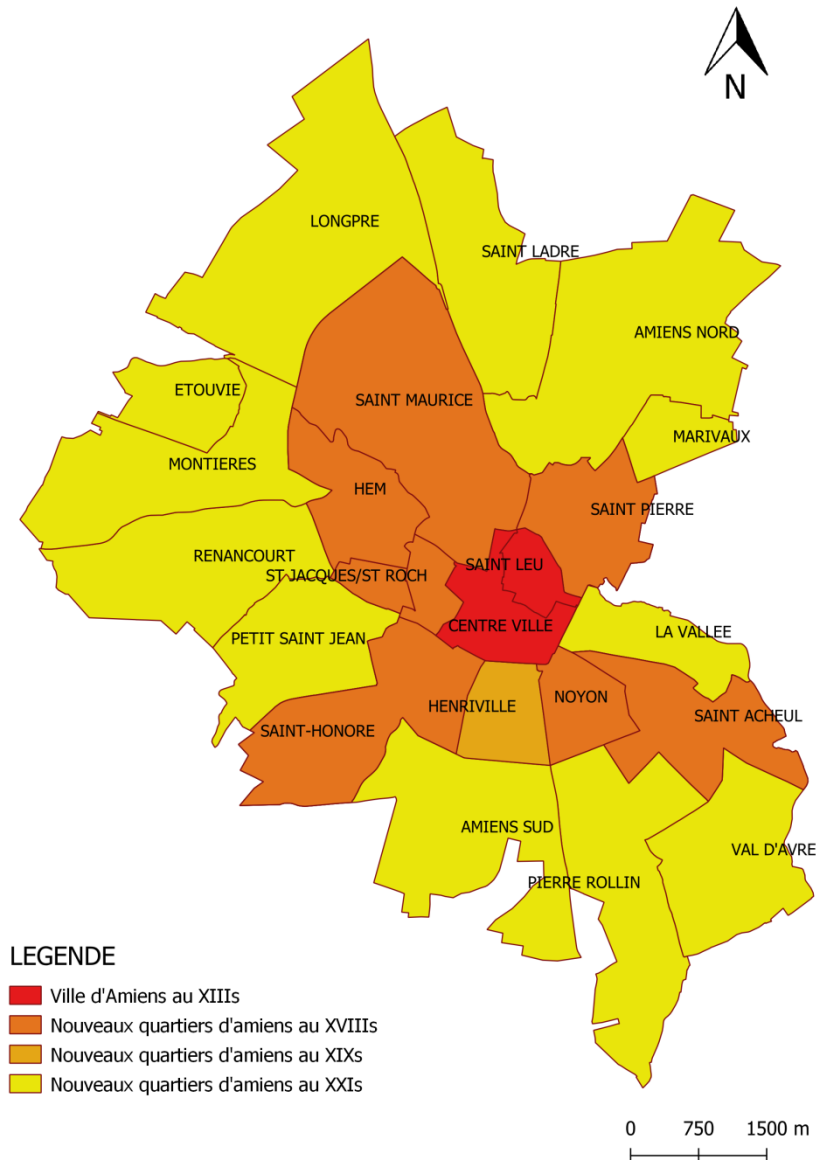 N
LONGPRE
SAINT LADRE
AMIENS NORD
ETOUVIE
SAINT MAURICE
MARIVAUX
MONTIERES
HEM
SAINT PIERRE
RENANCOURT
SAINT LEU
ST JACQUES/ST ROCH
CENTRE VILLE
LA VALLEE
PETIT SAINT JEAN
NOYON
HENRIVILLE
SAINT ACHEUL
SAINT-HONORE
AMIENS SUD
VAL D'AVRE
PIERRE ROLLIN
LEGENDE
Ville d'Amiens au XIIIs
Nouveaux quartiers d'amiens au XVIIIs
Nouveaux quartiers d'amiens au XIXs
Nouveaux quartiers d'amiens au XXIs
0 750 1500 m